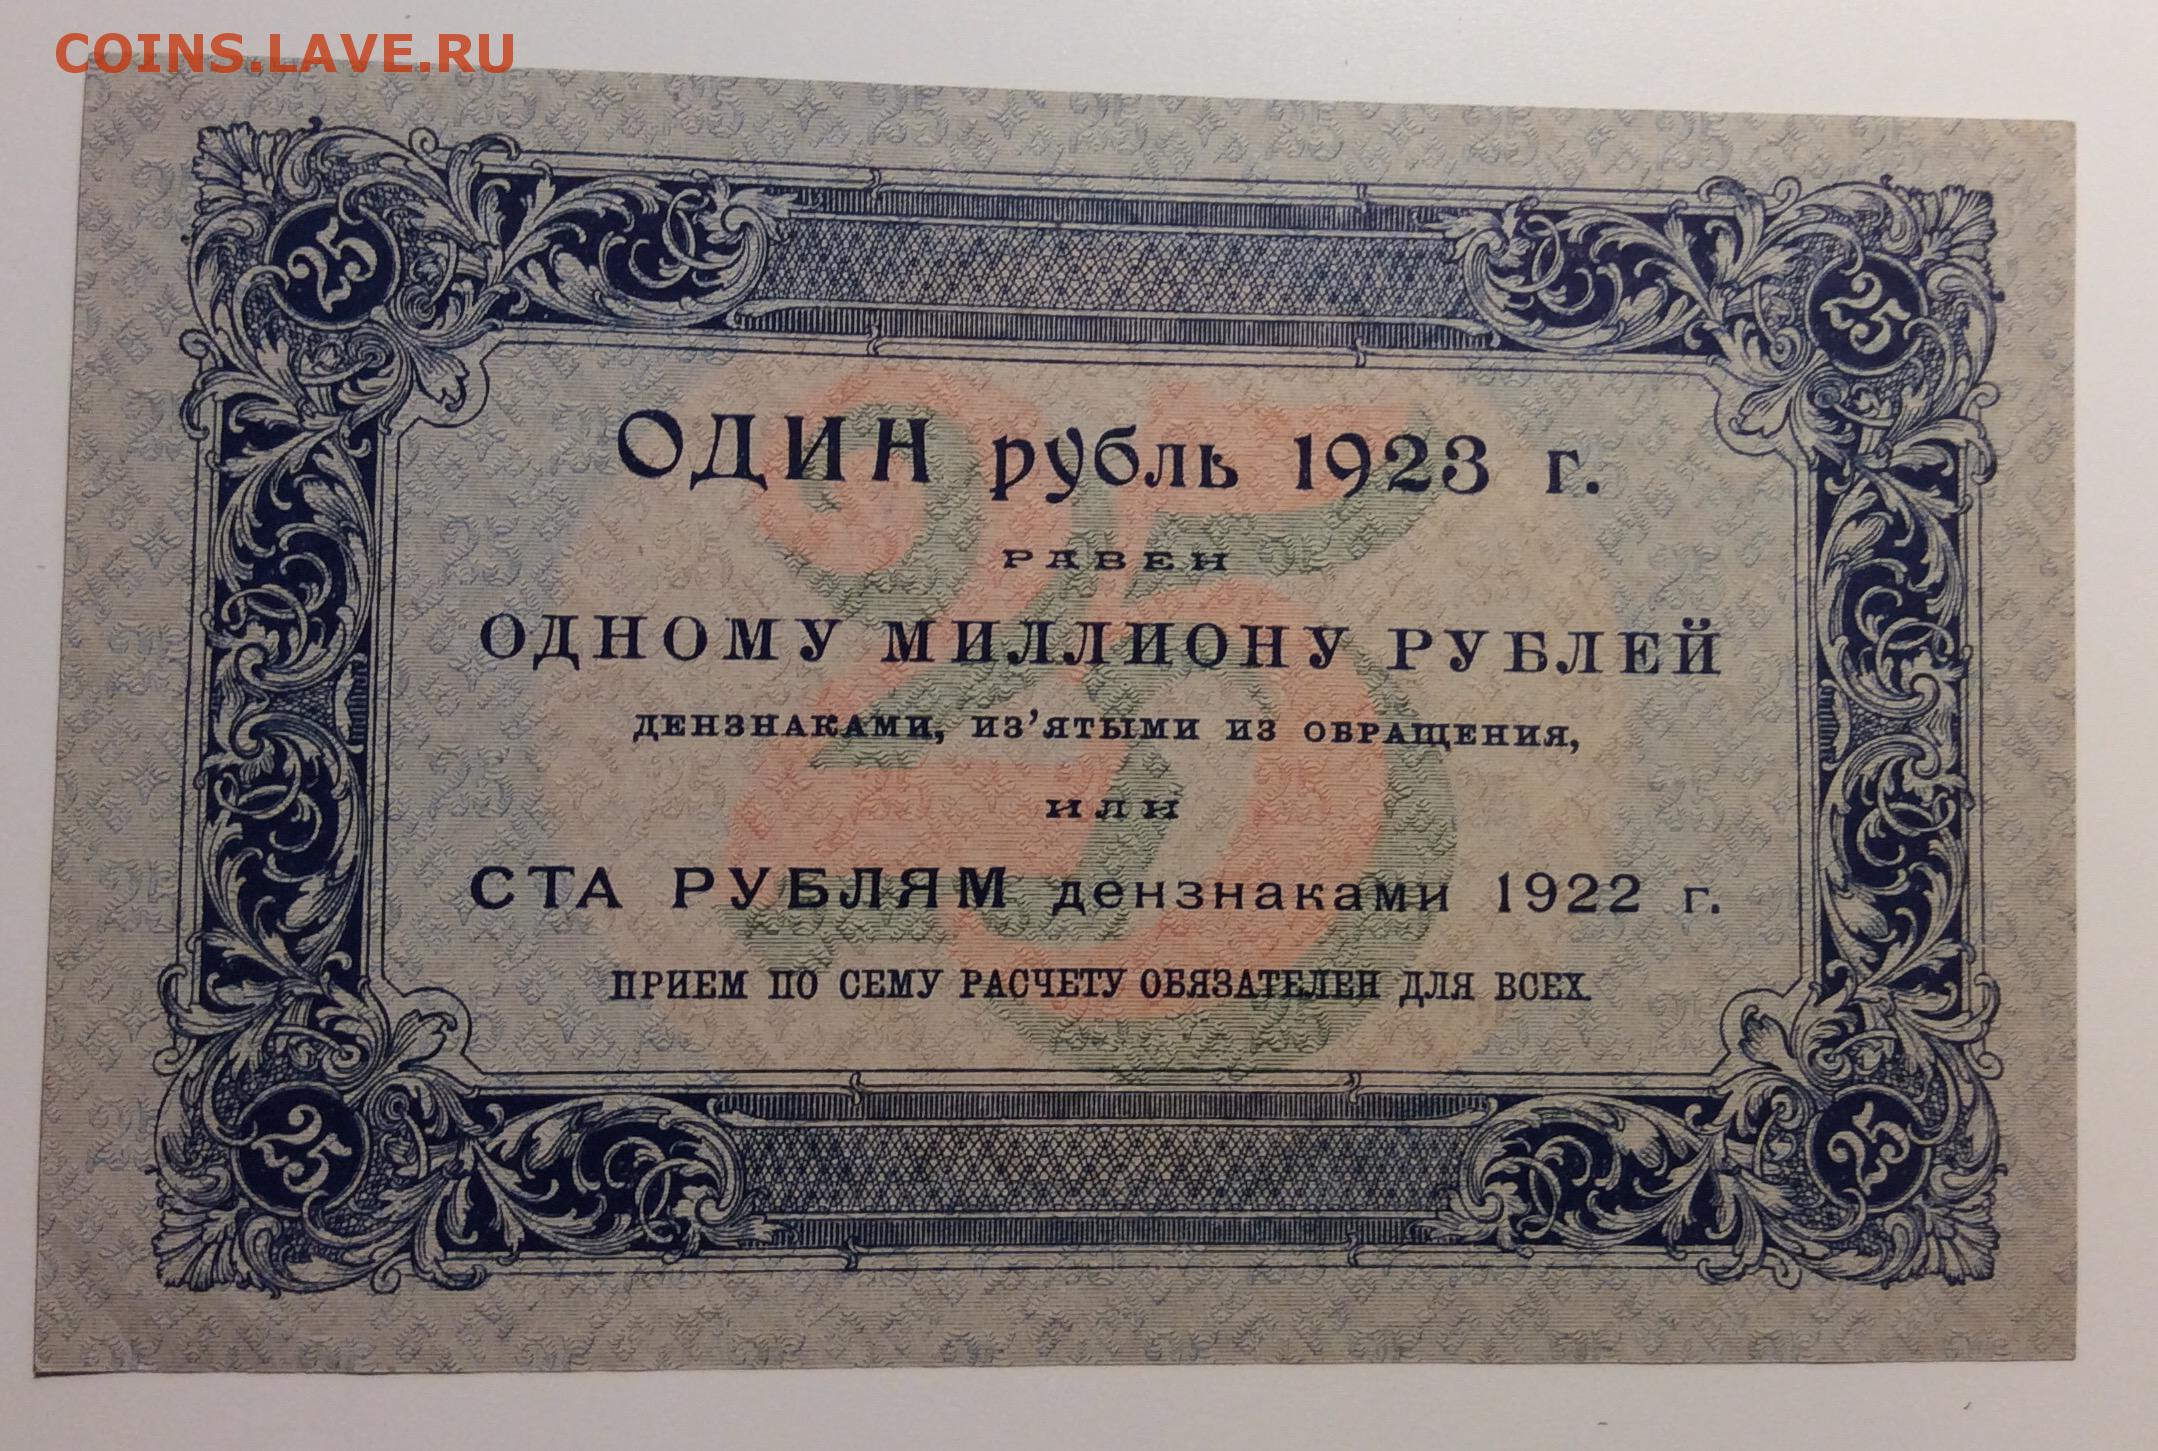 COINS.LAVE.RU
25 25
ОДИН рубль 1923 г.
РАВЕН
ОДНОМУ МИЛЛИОНУ РУБЛЕЙ
ДЕНЗНАКАМИ, ИЗ’ЯТЫМИ ИЗ ОБРАЩЕНИЯ,
ИЛИ
СТА РУБЛЯМ дензнаками 1922 г.
ПРИЕМ ПО СЕМУ РАСЧЕТУ ОБЯЗАТЕЛЕН ДЛЯ ВСЕХ.
25
25 25